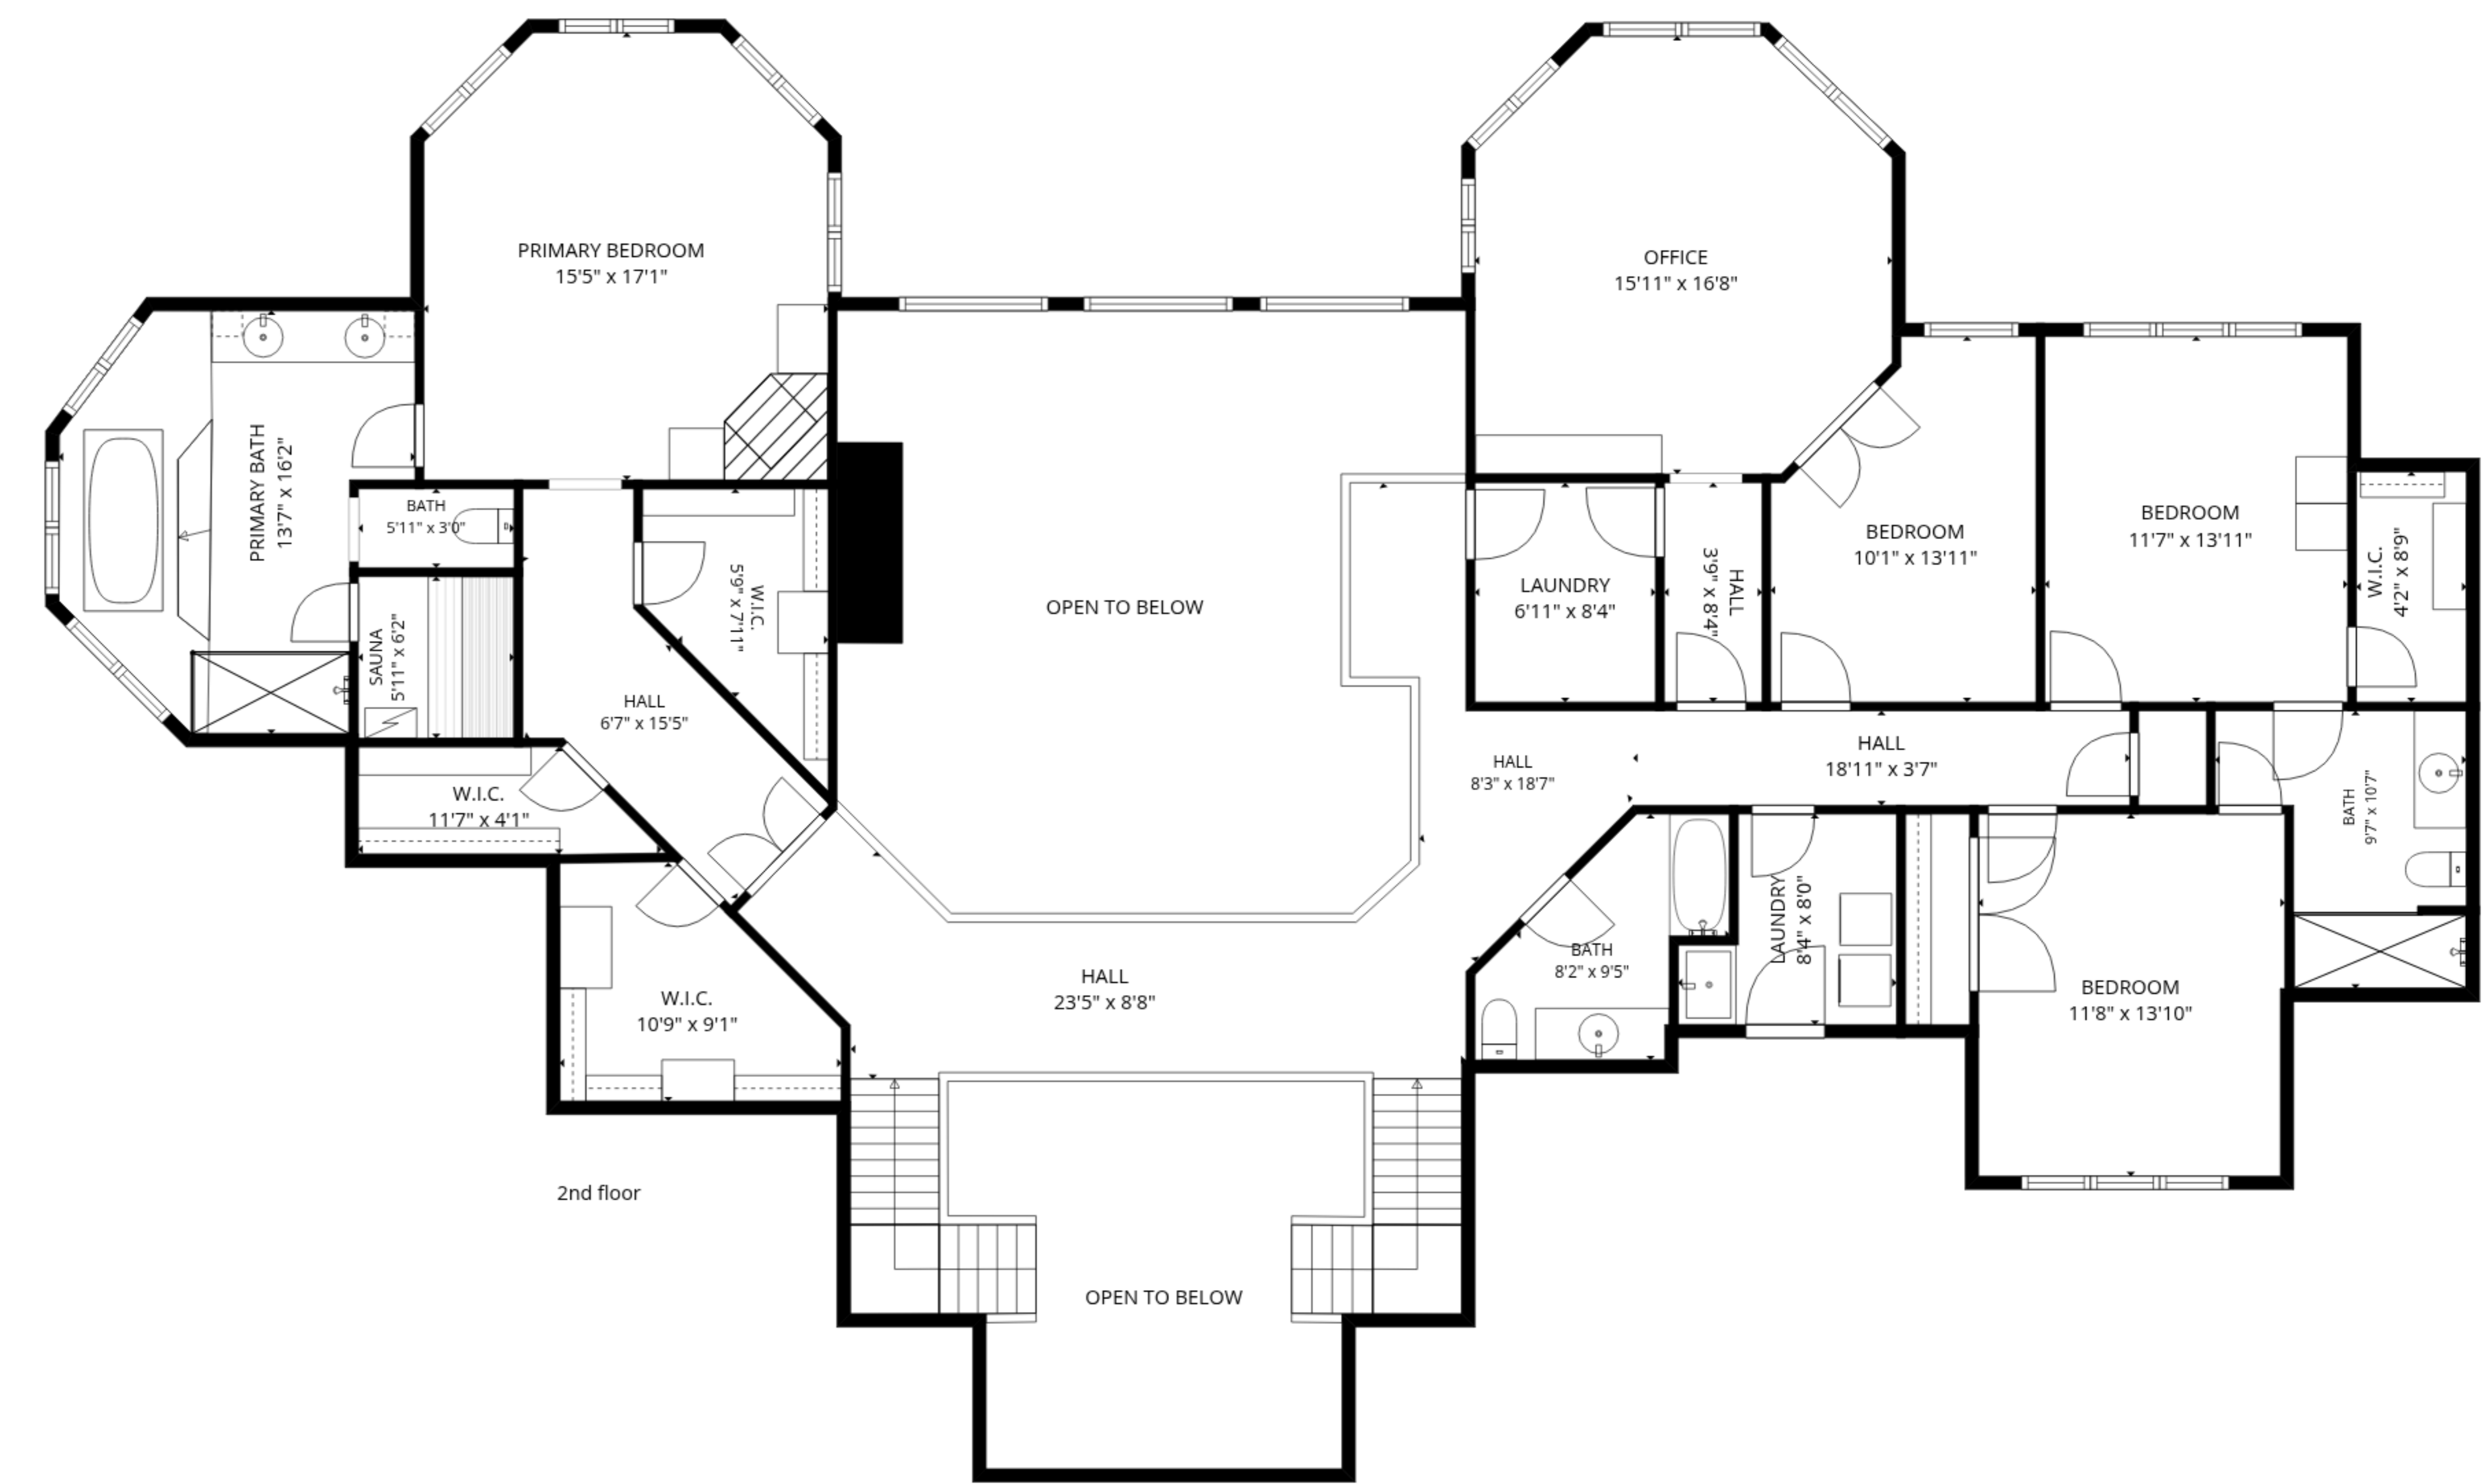 PRIMARY BEDROOM
15'5" x 17'1"
OFFICE
15'11" x 16'8"
PRIMARY BATH
13'7" x 16'2"
BATH
5'11" x 3'0"
SAUNA
5'11" x 6'2"
W.I.C.
5'9" x 7'11"
HALL
6'7" x 15'5"
W.I.C.
11'7" x 4'1"
W.I.C.
10'9" x 9'1"
OPEN TO BELOW
LAUNDRY
6'11" x 8'4"
HALL
3'9" x 8'4"
BEDROOM
10'1" x 13'11"
BEDROOM
11'7" x 13'11"
W.I.C.
4'2" x 8'9"
HALL
8'3" x 18'7"
HALL
18'11" x 3'7"
BATH
9'7" x 10'7"
HALL
23'5" x 8'8"
BATH
8'2" x 9'5"
LAUNDRY
8'4" x 8'0"
BEDROOM
11'8" x 13'10"
2nd floor
OPEN TO BELOW